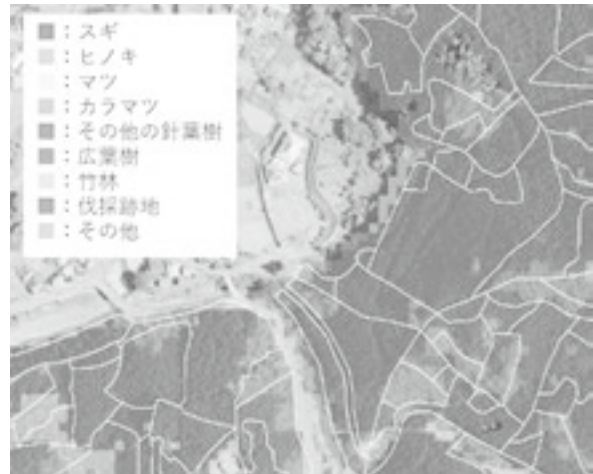 ：スギ
：ヒノキ
：マツ
：カラマツ
：その他の針葉樹
：広葉樹
：竹林
：伐採跡地
：その他